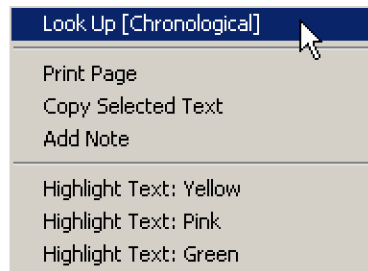 Look Up [Chronological]
Print Page
Copy Selected Text
Add Note
Highlight Text: Yellow
Highlight Text: Pink
Highlight Text: Green